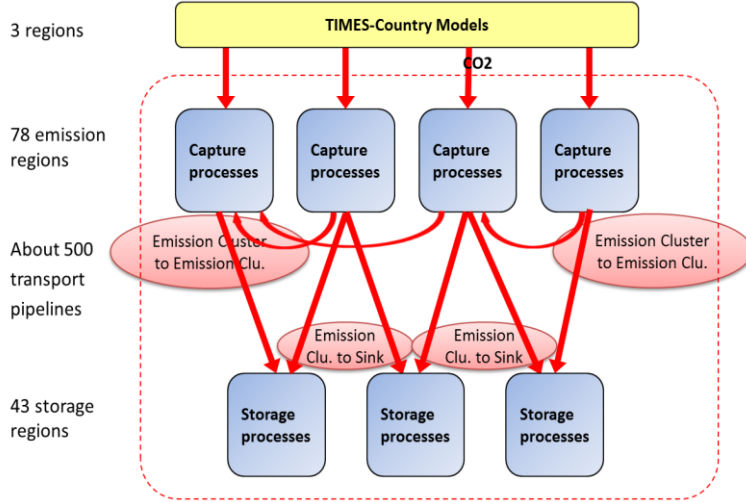 3 regions
TIMES-Country Models
CO2
78 emission
regions
Capture
processes
Capture
processes
Capture
processes
Capture
processes
About 500
transport
pipelines
Emission Cluster
to Emission Clu.
Emission Cluster
to Emission Clu.
Emission
Clu. to Sink
Emission
Clu. to Sink
43 storage
regions
Storage
processes
Storage
processes
Storage
processes